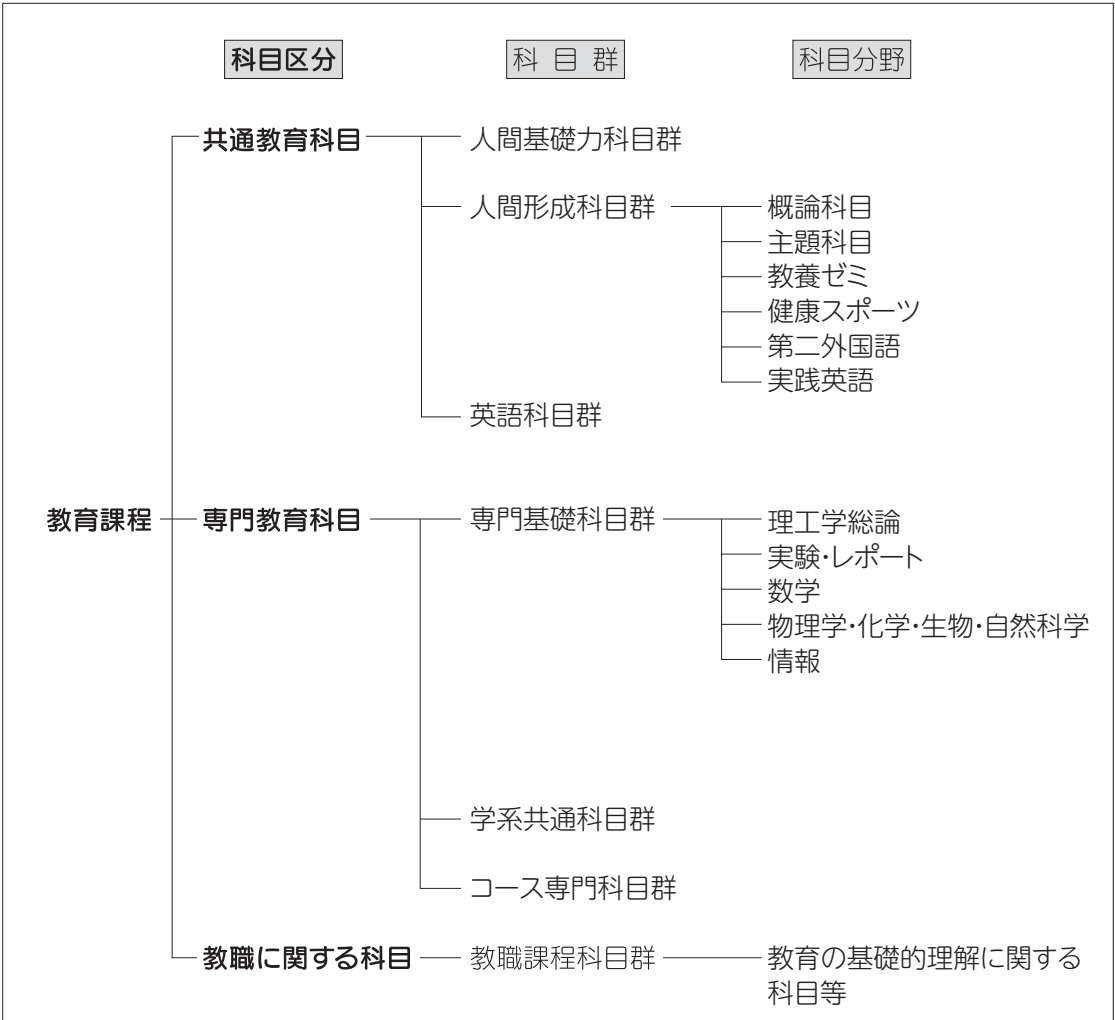 科目区分 科目群 科目分野
共通教育科目 人間基礎力科目群
人間形成科目群 概論科目
主題科目
教養ゼミ
健康スポーツ
第二外国語
実践英語
英語科目群
教育課程 専門教育科目 専門基礎科目群 理工学総論
実験・レポート
数学
物理学・化学・生物・自然科学
情報
学系共通科目群
コース専門科目群
教職に関する科目 教職課程科目群 教育の基礎的理解に関する
科目等